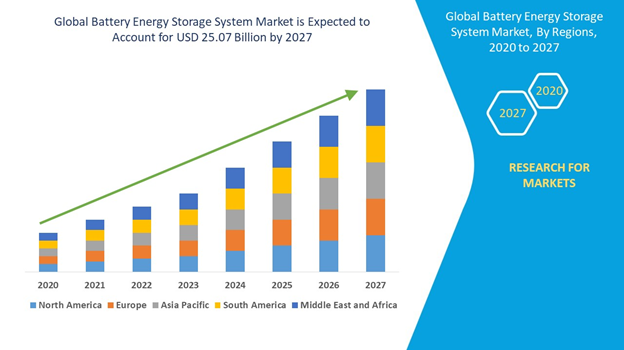 Global Battery Energy Storage System Market is Expected to
Account for USD 25.07 Billion by 2027
2020 2021 2022 2023 2024 2025 2026 2027
North America Europe Asia Pacific South America Middle East and Africa
Global Battery Energy Storage
System Market, By Regions,
2020 to 2027
2020
2027
RESEARCH FOR
MARKETS